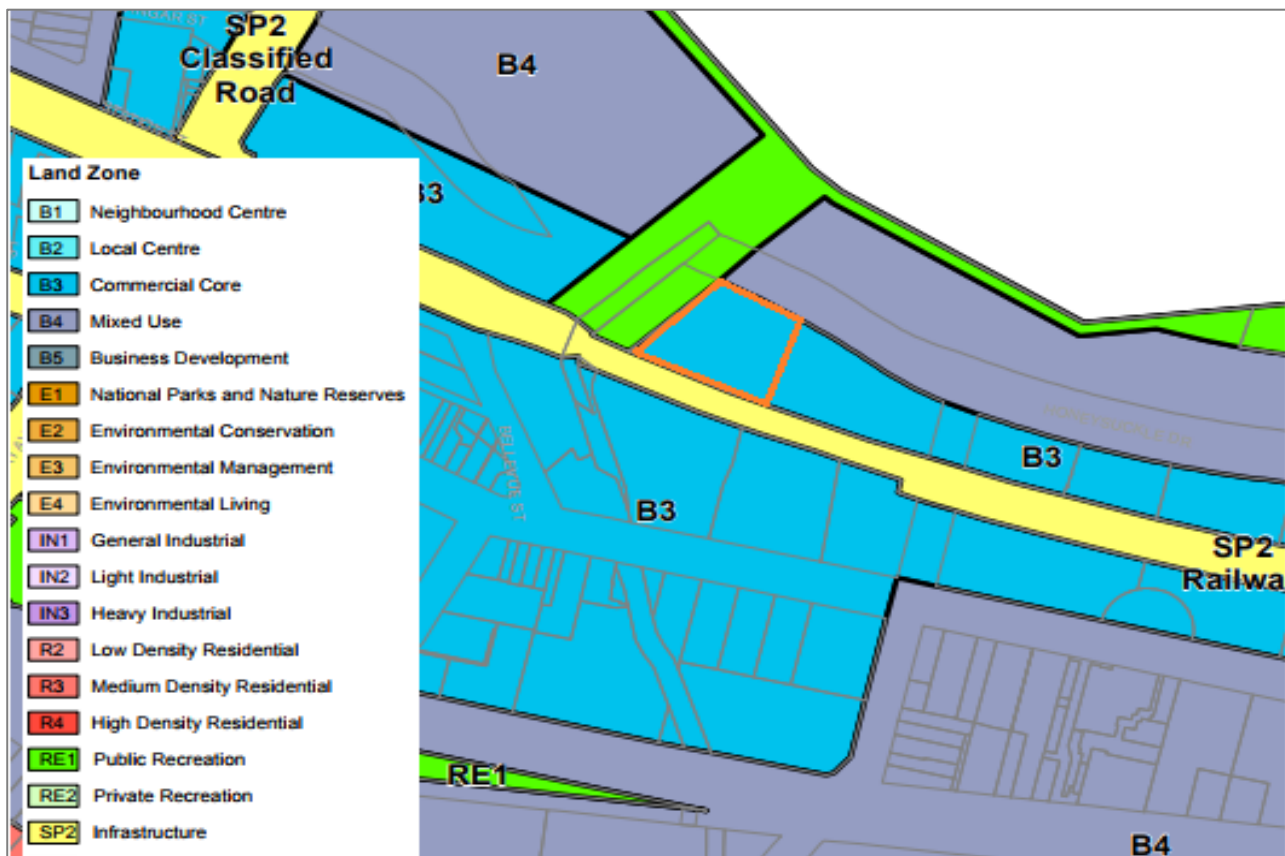 SP2
Classified
Road
B4
B3
Land Zone
B1 Neighbourhood Centre
B2 Local Centre
B3 Commercial Core
B4 Mixed Use
B5 Business Development
E1 National Parks and Nature Reserves
E2 Environmental Conservation
E3 Environmental Management
E4 Environmental Living
IN1 General Industrial
IN2 Light Industrial
IN3 Heavy Industrial
R2 Low Density Residential
R3 Medium Density Residential
R4 High Density Residential
RE1 Public Recreation
RE2 Private Recreation
SP2 Infrastructure
BELLEVUE ST
B3
B3
SP2
Railwa
RE1
B4